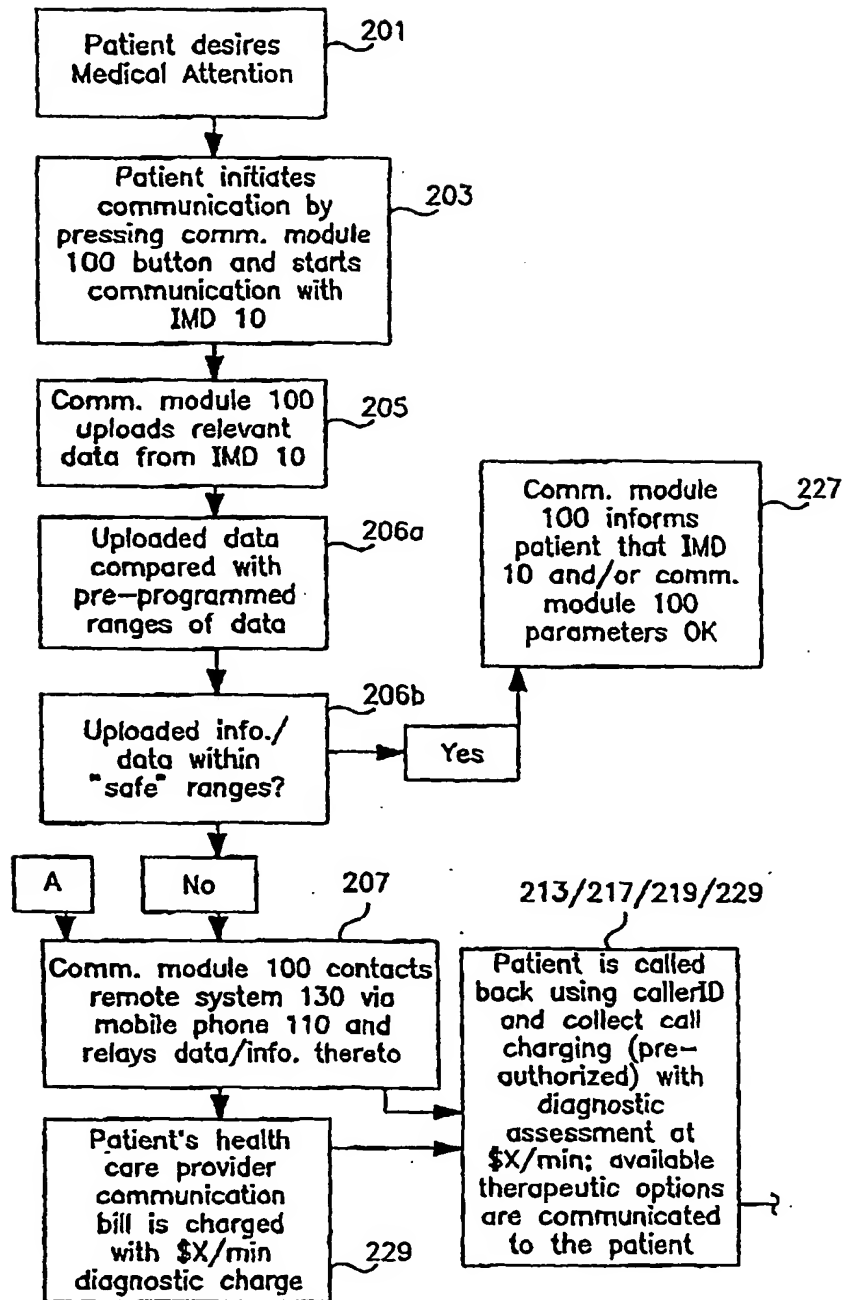 Patient desires
Medical Attention
201
Patient initiates
communication by
pressing comm. module
100 button and starts
communication with
IMD 10
203
Comm. module 100
uploads relevant
data from IMD 10
205
Uploaded data
compared with
pre-programmed
ranges of data
206a
Comm. module
100 informs
patient that IMD
10 and/or comm.
module 100
parameters OK
227
Uploaded info./
data within
"safe" ranges?
206b
Yes
A
No
207
Comm. module 100 contacts
remote system 130 via
mobile phone 110 and
relays data/info. thereto
213/217/219/229
Patient is called
back using callerID
and collect call
charging (pre-
authorized) with
diagnostic
assessment at
$X/min; available
therapeutic options
are communicated
to the patient
Patient's health
care provider
communication
bill is charged
with $X/min
diagnostic charge
229